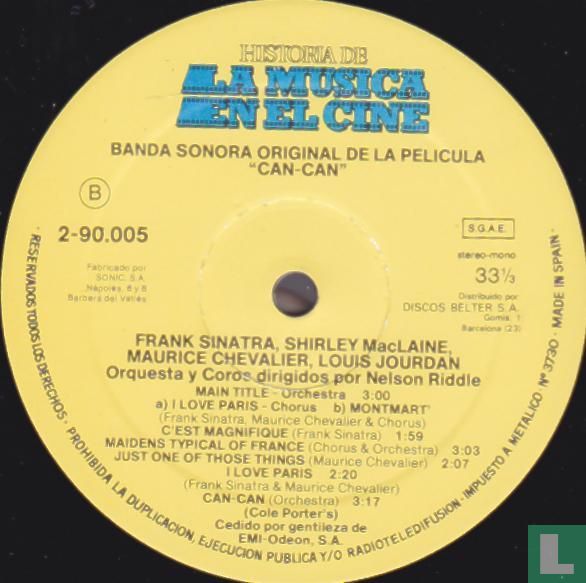 HISTORIA DE
LA MUSICA
EN EL CINE
BANDA SONORA ORIGINAL DE LA PELICULA
"CAN-CAN"
B
2-90.005
Fabricado por
SONIC, S.A.
Nápoles, 6 y 8
Barberá del Vallés
S.G.A.E.
stereo-mono
33⅓
Distribuido por
DISCOS BELTER S.A.
Gomis, 1
Barcelona (23)
FRANK SINATRA, SHIRLEY MacLAINE,
MAURICE CHEVALIER, LOUIS JOURDAN
Orquesta y Coros dirigidos por Nelson Riddle
MAIN TITLE - Orchestra 3:00
a) I LOVE PARIS - Chorus b) MONTMART'
(Frank Sinatra, Maurice Chevalier & Chorus)
C'EST MAGNIFIQUE (Frank Sinatra) 1:59
MAIDENS TYPICAL OF FRANCE (Chorus & Orchestra) 3:03
JUST ONE OF THOSE THINGS (Maurice Chevalier) 2:07
I LOVE PARIS 2:20
(Frank Sinatra & Maurice Chevalier)
CAN-CAN (Orchestra) 3:17
(Cole Porter's)
Cedido por gentileza de
EMI-Odeon, S.A.
· RESERVADOS TODOS LOS DERECHOS · PROHIBIDA LA DUPLICACION, EJECUCION PUBLICA Y/O RADIOTELEDIFUSION · IMPUESTO A METALICO Nº 3730 · MADE IN SPAIN ·
L